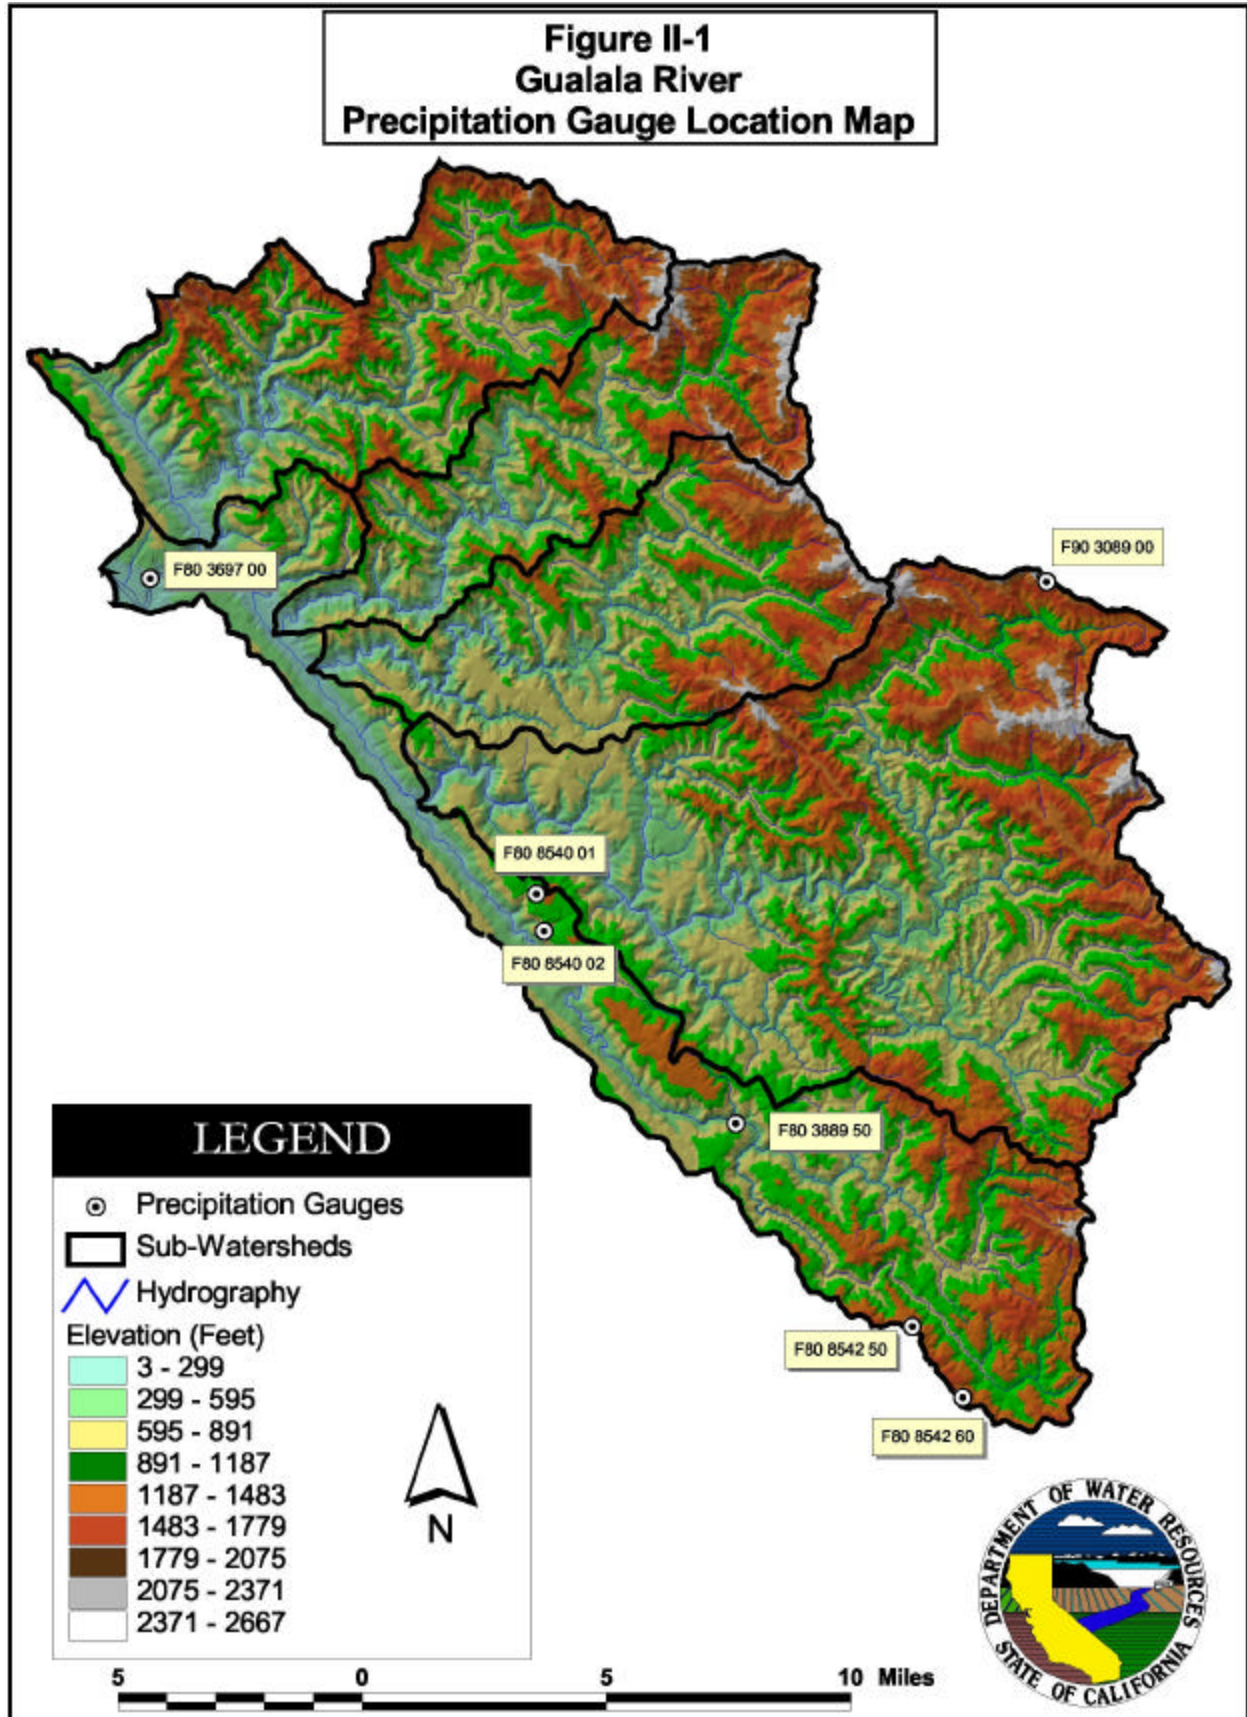 Figure II-1
Gualala River
Precipitation Gauge Location Map
F90 3089 00
F80 3697 00
F80 8540 01
F80 8540 02
F80 3889 50
F80 8542 50
F80 8542 60
LEGEND
Precipitation Gauges
Sub-Watersheds
Hydrography
Elevation (Feet)
3 - 299
299 - 595
595 - 891
891 - 1187
1187 - 1483
1483 - 1779
1779 - 2075
2075 - 2371
2371 - 2667
N
5 0 5 10 Miles
DEPARTMENT OF WATER RESOURCES
STATE OF CALIFORNIA